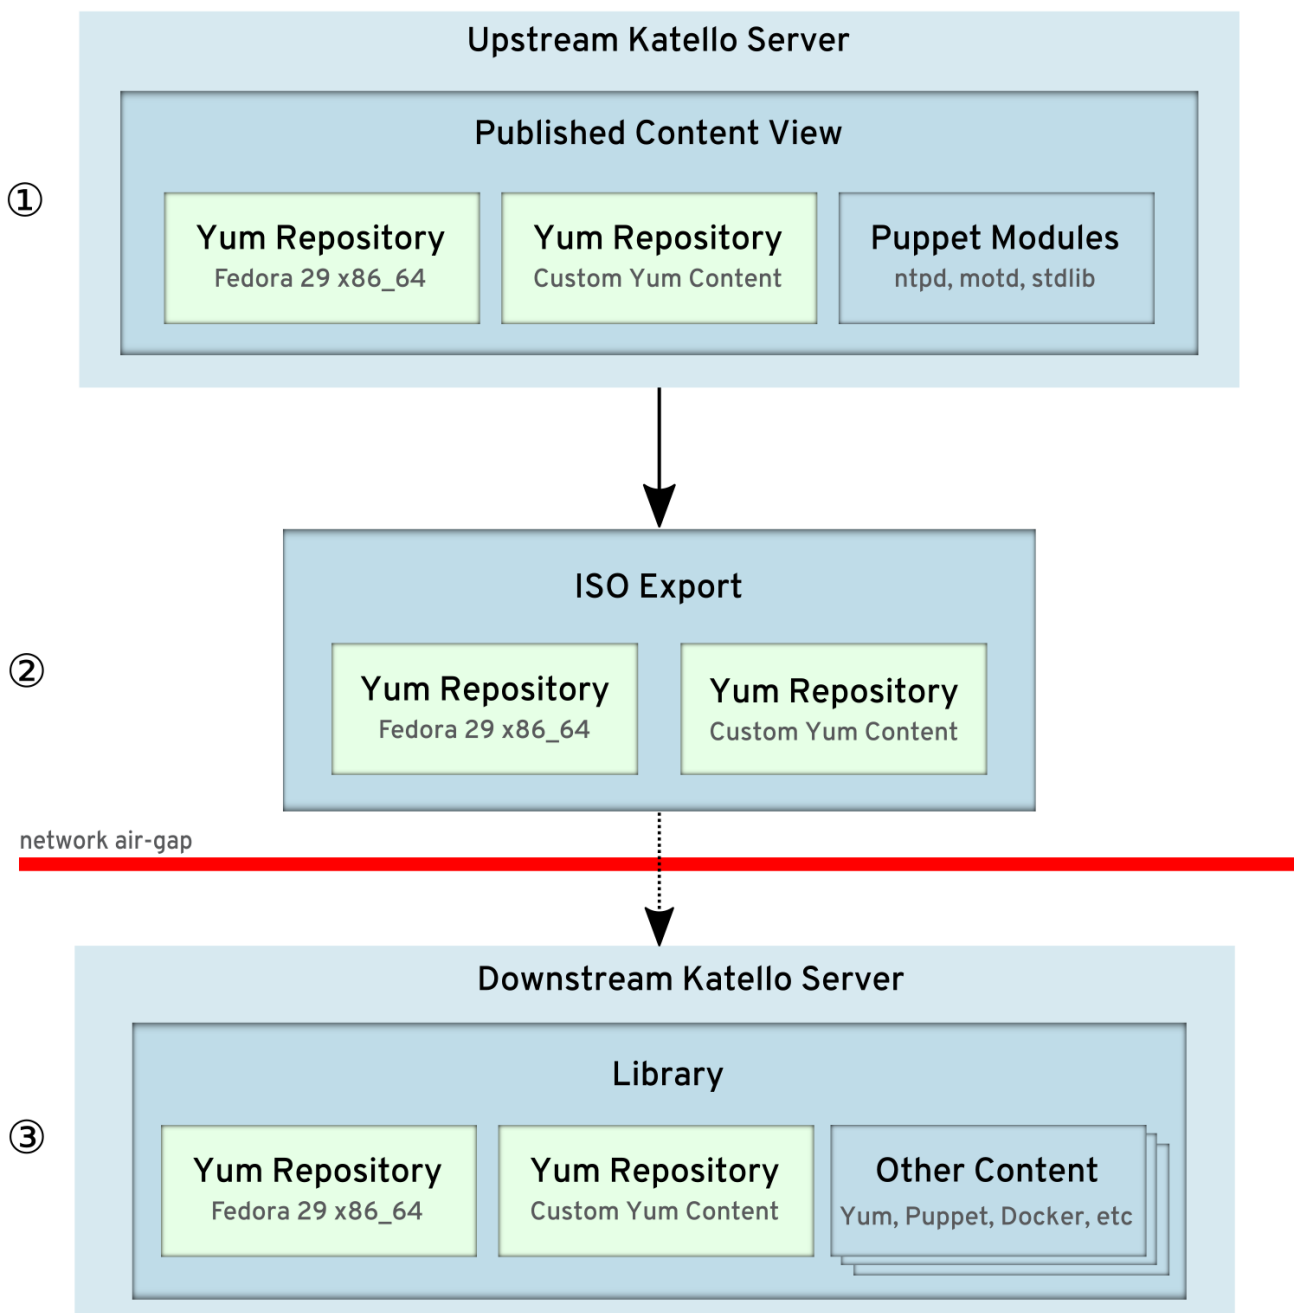 Upstream Katello Server
Published Content View
①
Yum Repository
Fedora 29 x86_64
Yum Repository
Custom Yum Content
Puppet Modules
ntpd, motd, stdlib
ISO Export
②
Yum Repository
Fedora 29 x86_64
Yum Repository
Custom Yum Content
network air-gap
Downstream Katello Server
Library
③
Yum Repository
Fedora 29 x86_64
Yum Repository
Custom Yum Content
Other Content
Yum, Puppet, Docker, etc